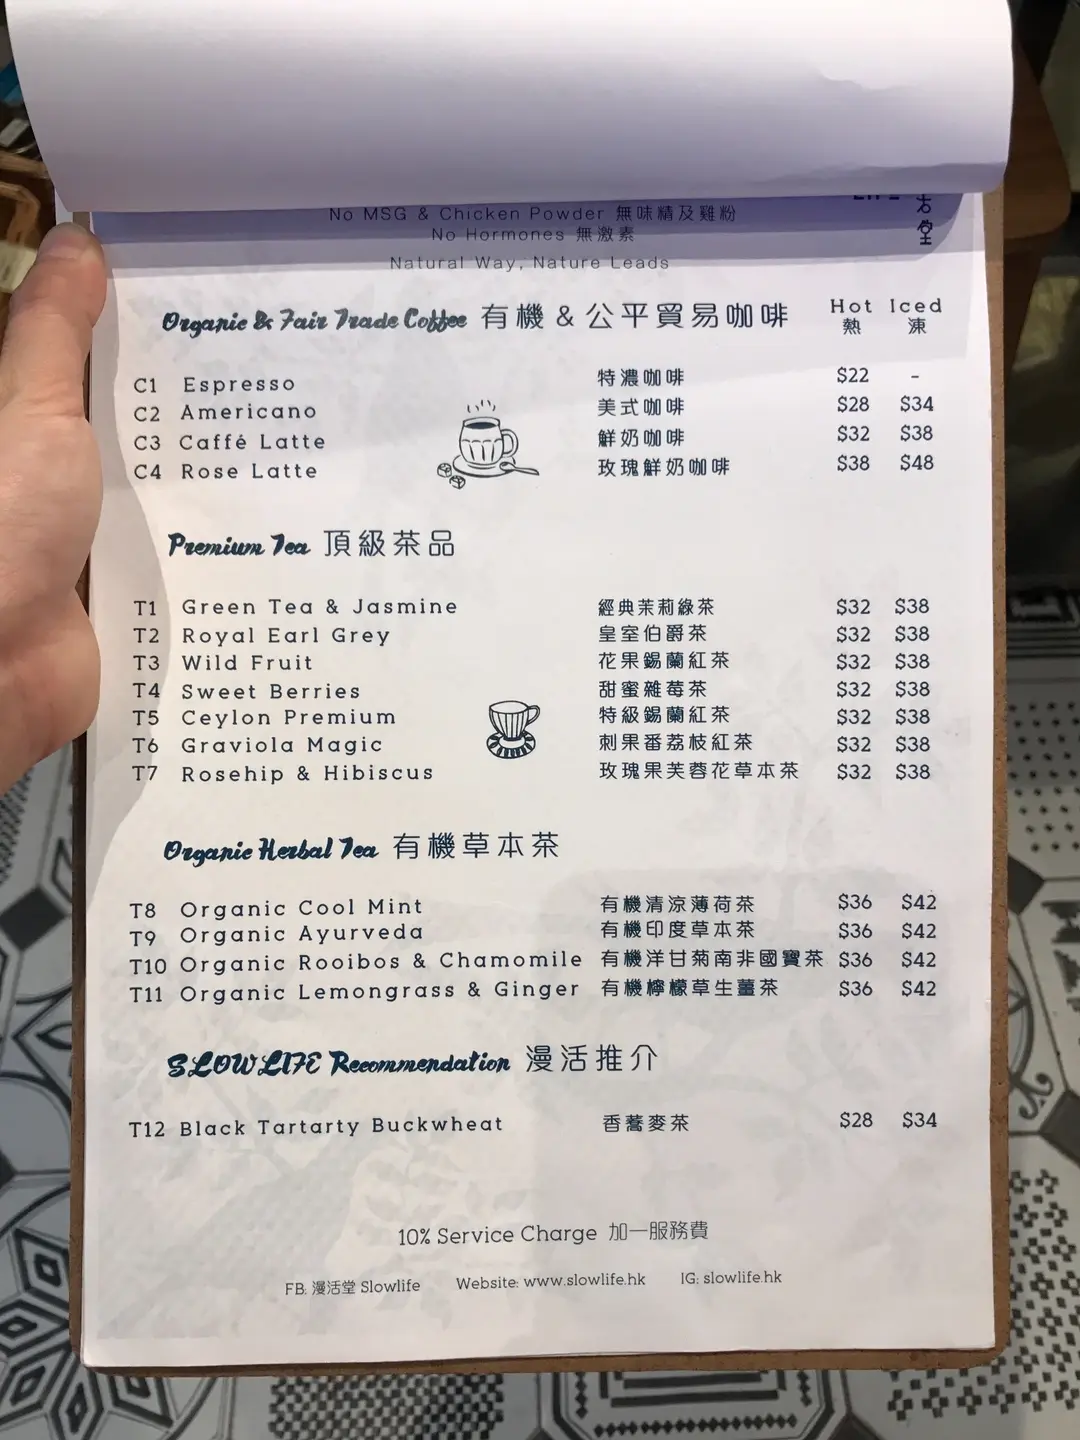 No MSG & Chicken Powder 無味精及雞粉
No Hormones 無激素
Natural Way, Nature Leads
Organic & Fair Trade Coffee 有機 & 公平貿易咖啡 Hot Iced
熱 凍
C1 Espresso 特濃咖啡 $22 -
C2 Americano 美式咖啡 $28 $34
C3 Caffé Latte 鮮奶咖啡 $32 $38
C4 Rose Latte 玫瑰鮮奶咖啡 $38 $48
Premium Tea 頂級茶品
T1 Green Tea & Jasmine 經典茉莉綠茶 $32 $38
T2 Royal Earl Grey 皇室伯爵茶 $32 $38
T3 Wild Fruit 花果錫蘭紅茶 $32 $38
T4 Sweet Berries 甜蜜雜莓茶 $32 $38
T5 Ceylon Premium 特級錫蘭紅茶 $32 $38
T6 Graviola Magic 刺果番荔枝紅茶 $32 $38
T7 Rosehip & Hibiscus 玫瑰果芙蓉花草本茶 $32 $38
Organic Herbal Tea 有機草本茶
T8 Organic Cool Mint 有機清涼薄荷茶 $36 $42
T9 Organic Ayurveda 有機印度草本茶 $36 $42
T10 Organic Rooibos & Chamomile 有機洋甘菊南非國寶茶 $36 $42
T11 Organic Lemongrass & Ginger 有機檸檬草生薑茶 $36 $42
SLOW LIFE Recommendation 漫活推介
T12 Black Tartarty Buckwheat 香蕎麥茶 $28 $34
10% Service Charge 加一服務費
FB: 漫活堂 Slowlife Website: www.slowlife.hk IG: slowlife.hk